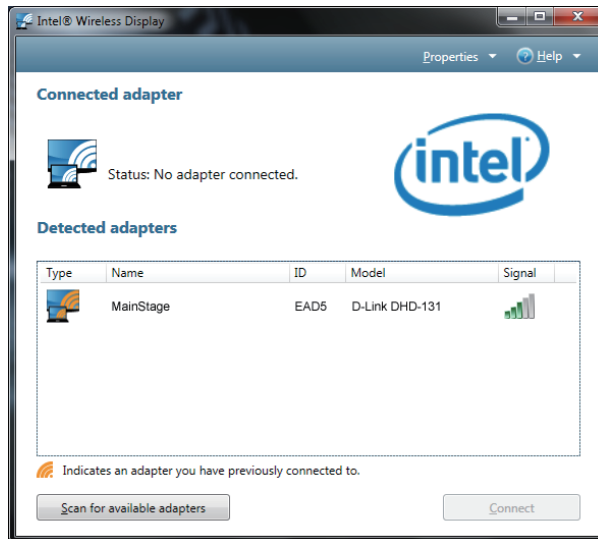 Intel® Wireless Display
Properties Help
Connected adapter
intel
Status: No adapter connected.
Detected adapters
Type Name ID Model Signal
MainStage EAD5 D-Link DHD-131
Indicates an adapter you have previously connected to.
Scan for available adapters Connect